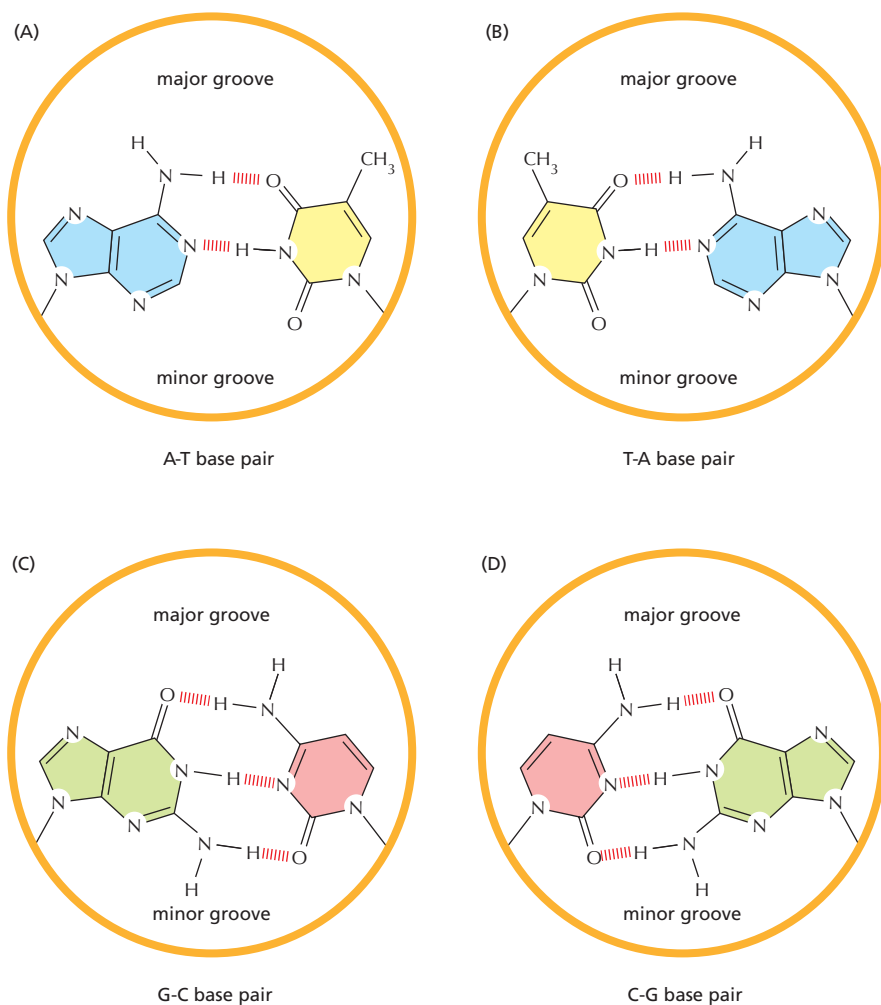 (A)
major groove
H
N H O CH3
N N H N
N N N
O
minor groove
A-T base pair
(B)
major groove
H
CH3 O H N
N H N N
N N N
O
minor groove
T-A base pair
(C)
major groove
H
O H N
N N H N
N N N
N H O
H
minor groove
G-C base pair
(D)
major groove
H
N H O
N H N N
N N N
O H N
H
minor groove
C-G base pair